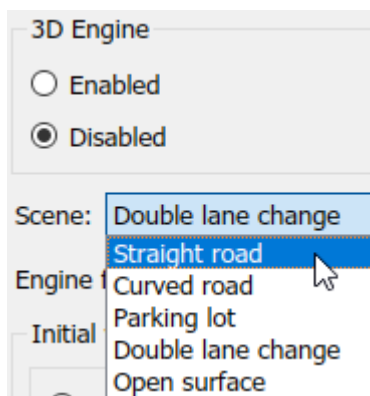 3D Engine
Enabled
Disabled
Scene: Double lane change
Straight road
Engine
Curved road
Parking lot
Initial
Double lane change
Open surface